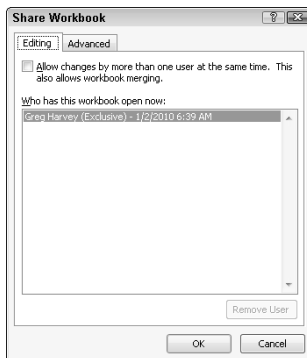 Share Workbook
Editing
Advanced
Allow changes by more than one user at the same time. This
also allows workbook merging.
Who has this workbook open now:
Greg Harvey (Exclusive) - 1/2/2010 6:39 AM
Remove User
OK
Cancel